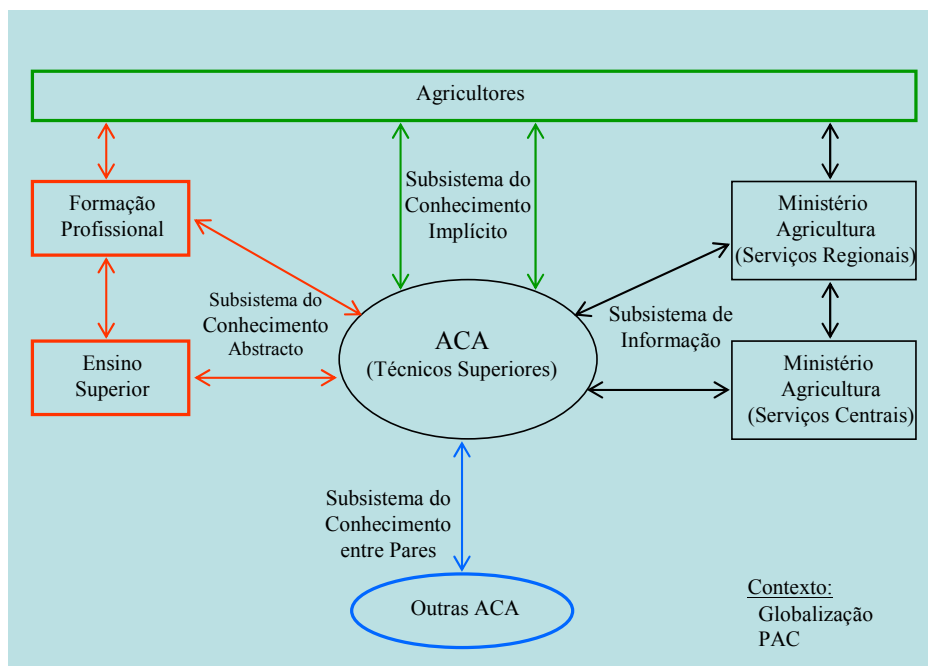 Agricultores
Formação
Profissional
Subsistema do
Conhecimento
Implícito
Ministério
Agricultura
(Serviços Regionais)
Subsistema do
Conhecimento
Abstracto
ACA
(Técnicos Superiores)
Subsistema de
Informação
Ensino
Superior
Ministério
Agricultura
(Serviços Centrais)
Subsistema do
Conhecimento
entre Pares
Outras ACA
Contexto:
Globalização
PAC